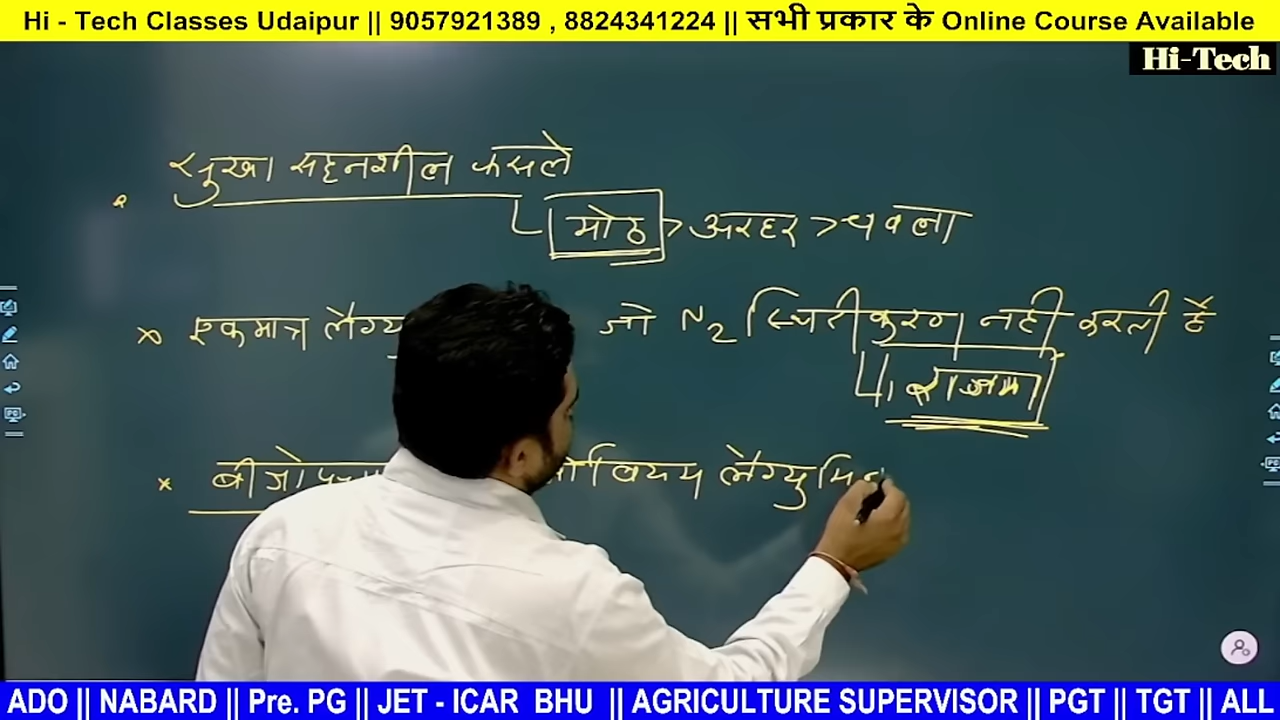 Hi - Tech Classes Udaipur || 9057921389 , 8824341224 || सभी प्रकार के Online Course Available
Hi-Tech
सुखा सहनशील फसले
मोठ > अरहर > चवला
* एकमात्र जो N2 स्थितीकरण नही करती है
राजमा
*
ADO || NABARD || Pre. PG || JET - ICAR BHU || AGRICULTURE SUPERVISOR || PGT || TGT || ALL